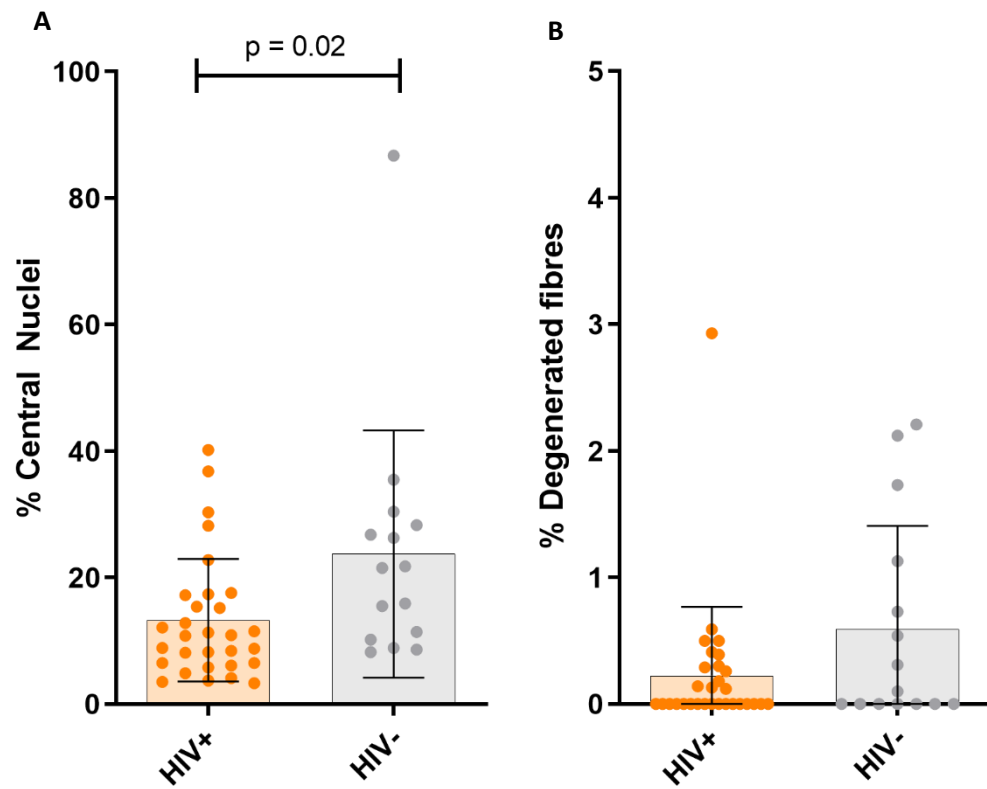 A
p = 0.02
100
80
60
40
20
0
% Central Nuclei
HIV+
HIV-
B
5
4
3
2
1
0
% Degenerated fibres
HIV+
HIV-